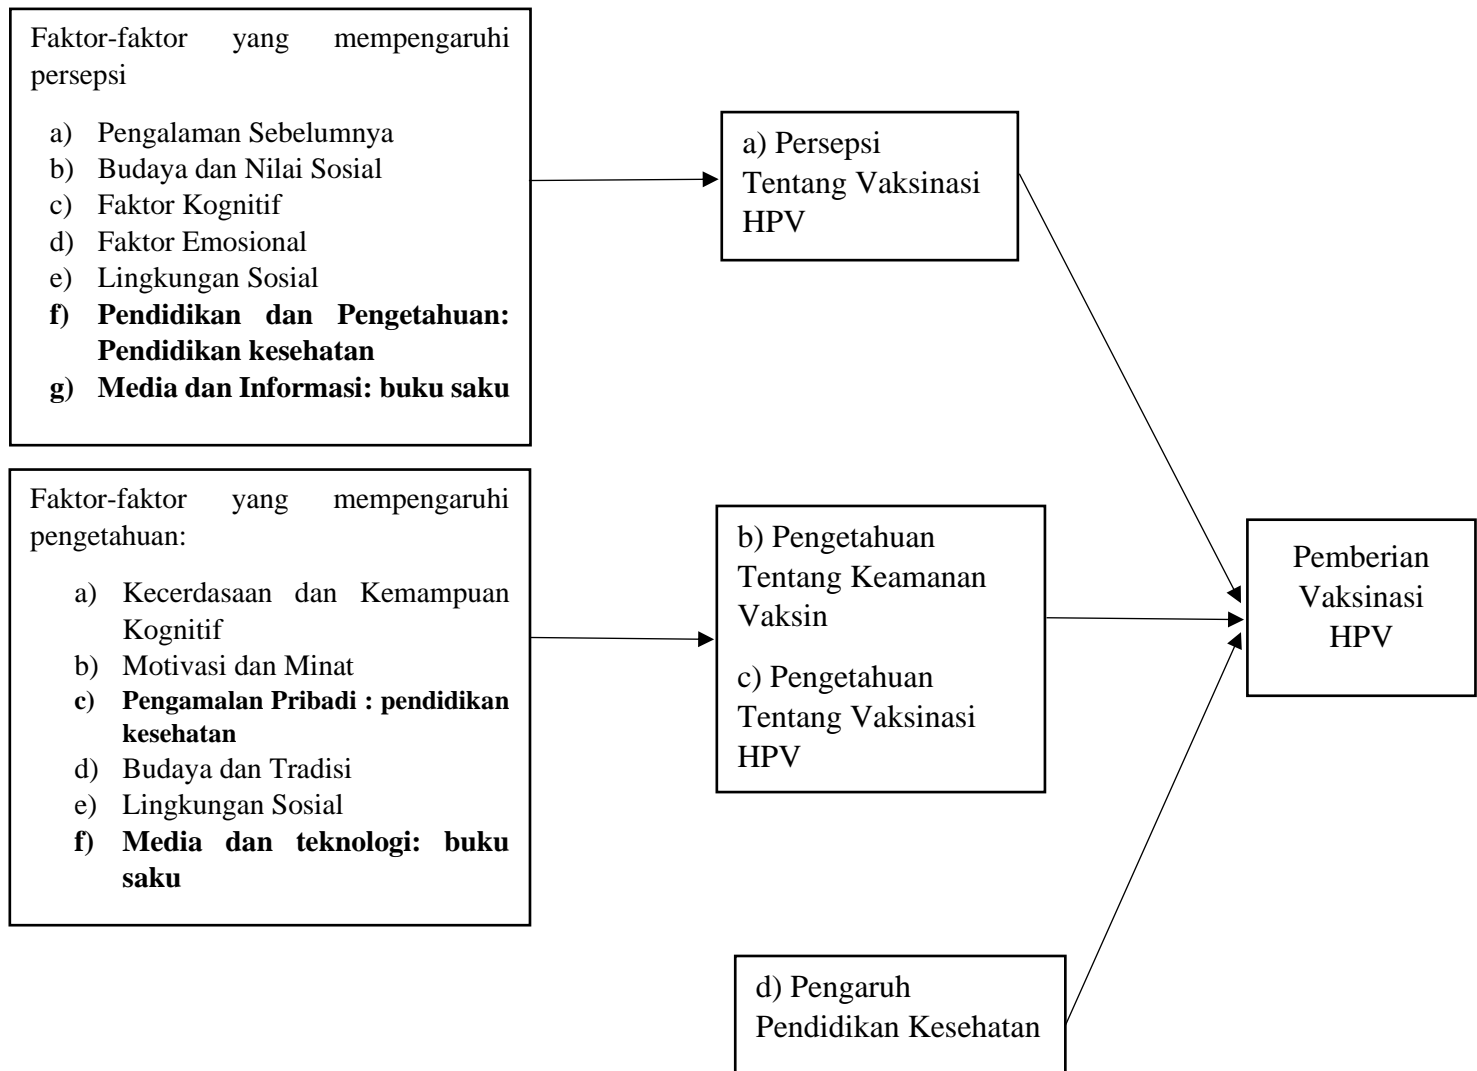 Faktor-faktor yang mempengaruhi
persepsi
a) Pengalaman Sebelumnya
b) Budaya dan Nilai Sosial
c) Faktor Kognitif
d) Faktor Emosional
e) Lingkungan Sosial
f) Pendidikan dan Pengetahuan:
Pendidikan kesehatan
g) Media dan Informasi: buku saku
Faktor-faktor yang mempengaruhi
pengetahuan:
a) Kecerdasaan dan Kemampuan
Kognitif
b) Motivasi dan Minat
c) Pengamalan Pribadi : pendidikan
kesehatan
d) Budaya dan Tradisi
e) Lingkungan Sosial
f) Media dan teknologi: buku
saku
a) Persepsi
Tentang Vaksinasi
HPV
b) Pengetahuan
Tentang Keamanan
Vaksin
c) Pengetahuan
Tentang Vaksinasi
HPV
d) Pengaruh
Pendidikan Kesehatan
Pemberian
Vaksinasi
HPV